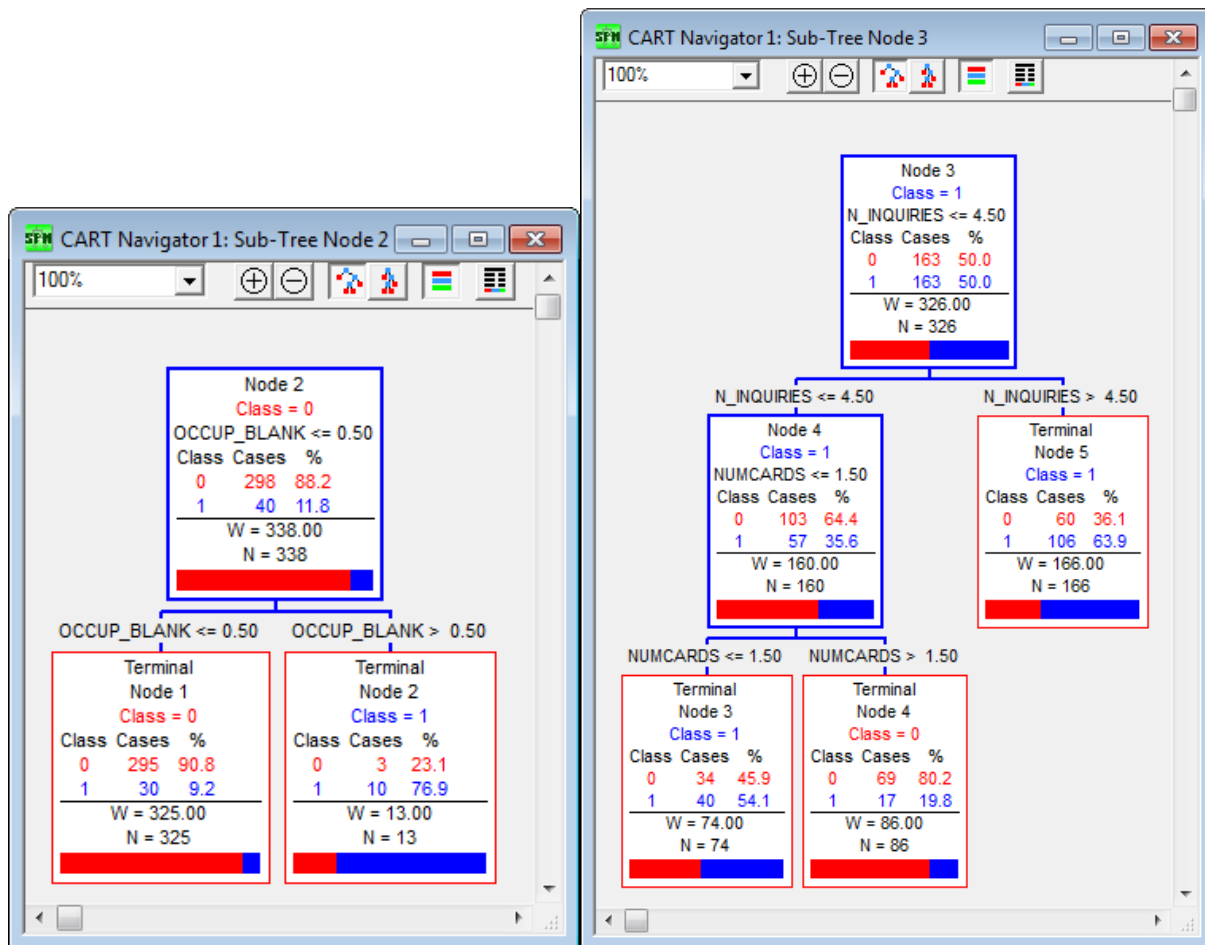 SPM CART Navigator 1: Sub-Tree Node 2
100%
Node 2
Class = 0
OCCUP_BLANK <= 0.50
Class Cases %
0 298 88.2
1 40 11.8
W = 338.00
N = 338
OCCUP_BLANK <= 0.50
OCCUP_BLANK > 0.50
Terminal
Node 1
Class = 0
Class Cases %
0 295 90.8
1 30 9.2
W = 325.00
N = 325
Terminal
Node 2
Class = 1
Class Cases %
0 3 23.1
1 10 76.9
W = 13.00
N = 13
SPM CART Navigator 1: Sub-Tree Node 3
100%
Node 3
Class = 1
N_INQUIRIES <= 4.50
Class Cases %
0 163 50.0
1 163 50.0
W = 326.00
N = 326
N_INQUIRIES <= 4.50
N_INQUIRIES > 4.50
Node 4
Class = 1
NUMCARDS <= 1.50
Class Cases %
0 103 64.4
1 57 35.6
W = 160.00
N = 160
Terminal
Node 5
Class = 1
Class Cases %
0 60 36.1
1 106 63.9
W = 166.00
N = 166
NUMCARDS <= 1.50
NUMCARDS > 1.50
Terminal
Node 3
Class = 1
Class Cases %
0 34 45.9
1 40 54.1
W = 74.00
N = 74
Terminal
Node 4
Class = 0
Class Cases %
0 69 80.2
1 17 19.8
W = 86.00
N = 86